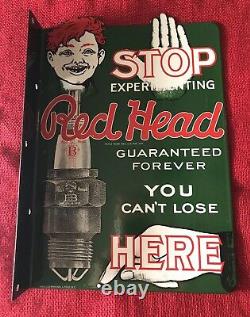 STOP
EXPERIMENTING
Red Head
GUARANTEED
FOREVER
B
YOU
CAN'T LOSE
HERE